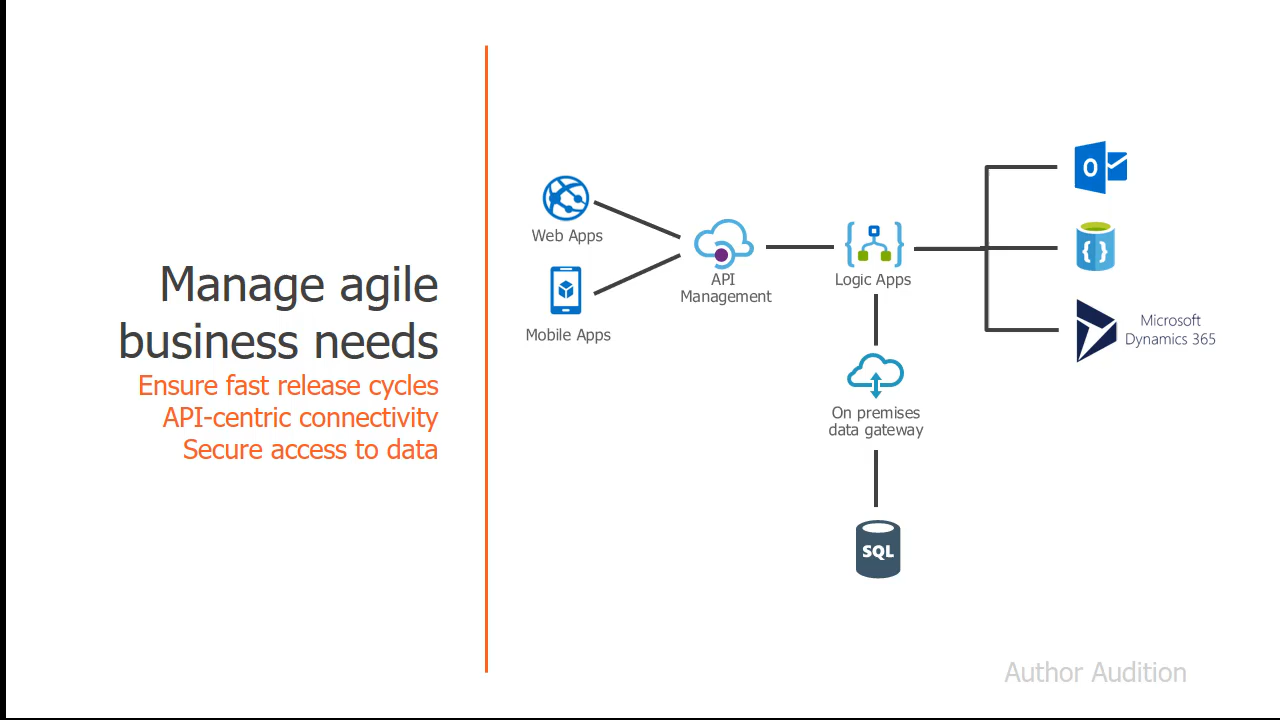 Manage agile
business needs
Ensure fast release cycles
API-centric connectivity
Secure access to data
Web Apps
Mobile Apps
API
Management
Logic Apps
On premises
data gateway
SQL
O
{ }
Microsoft
Dynamics 365
Author Audition